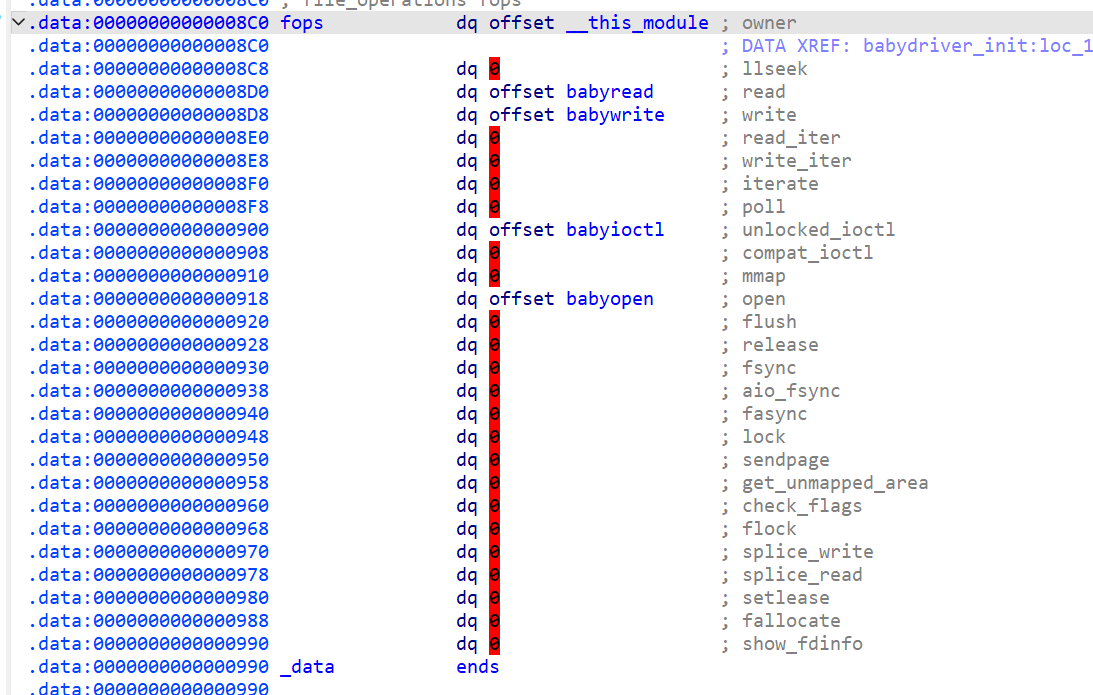 .data:00000000000008C0 ; file_operations fops
.data:00000000000008C0 fops dq offset __this_module ; owner
.data:00000000000008C0 ; DATA XREF: babydriver_init:loc_1
.data:00000000000008C8 dq 0 ; llseek
.data:00000000000008D0 dq offset babyread ; read
.data:00000000000008D8 dq offset babywrite ; write
.data:00000000000008E0 dq 0 ; read_iter
.data:00000000000008E8 dq 0 ; write_iter
.data:00000000000008F0 dq 0 ; iterate
.data:00000000000008F8 dq 0 ; poll
.data:0000000000000900 dq offset babyioctl ; unlocked_ioctl
.data:0000000000000908 dq 0 ; compat_ioctl
.data:0000000000000910 dq 0 ; mmap
.data:0000000000000918 dq offset babyopen ; open
.data:0000000000000920 dq 0 ; flush
.data:0000000000000928 dq 0 ; release
.data:0000000000000930 dq 0 ; fsync
.data:0000000000000938 dq 0 ; aio_fsync
.data:0000000000000940 dq 0 ; fasync
.data:0000000000000948 dq 0 ; lock
.data:0000000000000950 dq 0 ; sendpage
.data:0000000000000958 dq 0 ; get_unmapped_area
.data:0000000000000960 dq 0 ; check_flags
.data:0000000000000968 dq 0 ; flock
.data:0000000000000970 dq 0 ; splice_write
.data:0000000000000978 dq 0 ; splice_read
.data:0000000000000980 dq 0 ; setlease
.data:0000000000000988 dq 0 ; fallocate
.data:0000000000000990 dq 0 ; show_fdinfo
.data:0000000000000990 _data ends
.data:0000000000000990